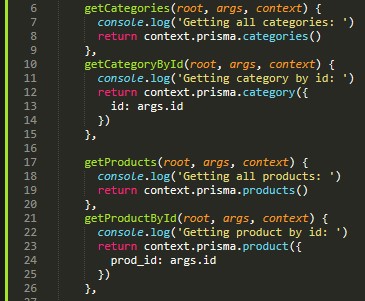 6 getCategories(root, args, context) {
7 console.log('Getting all categories: ')
8 return context.prisma.categories()
9 },
10 getCategoryById(root, args, context) {
11 console.log('Getting category by id: ')
12 return context.prisma.category({
13 id: args.id
14 })
15 },
16
17 getProducts(root, args, context) {
18 console.log('Getting all products: ')
19 return context.prisma.products()
20 },
21 getProductById(root, args, context) {
22 console.log('Getting product by id: ')
23 return context.prisma.product({
24 prod_id: args.id
25 })
26 },
27